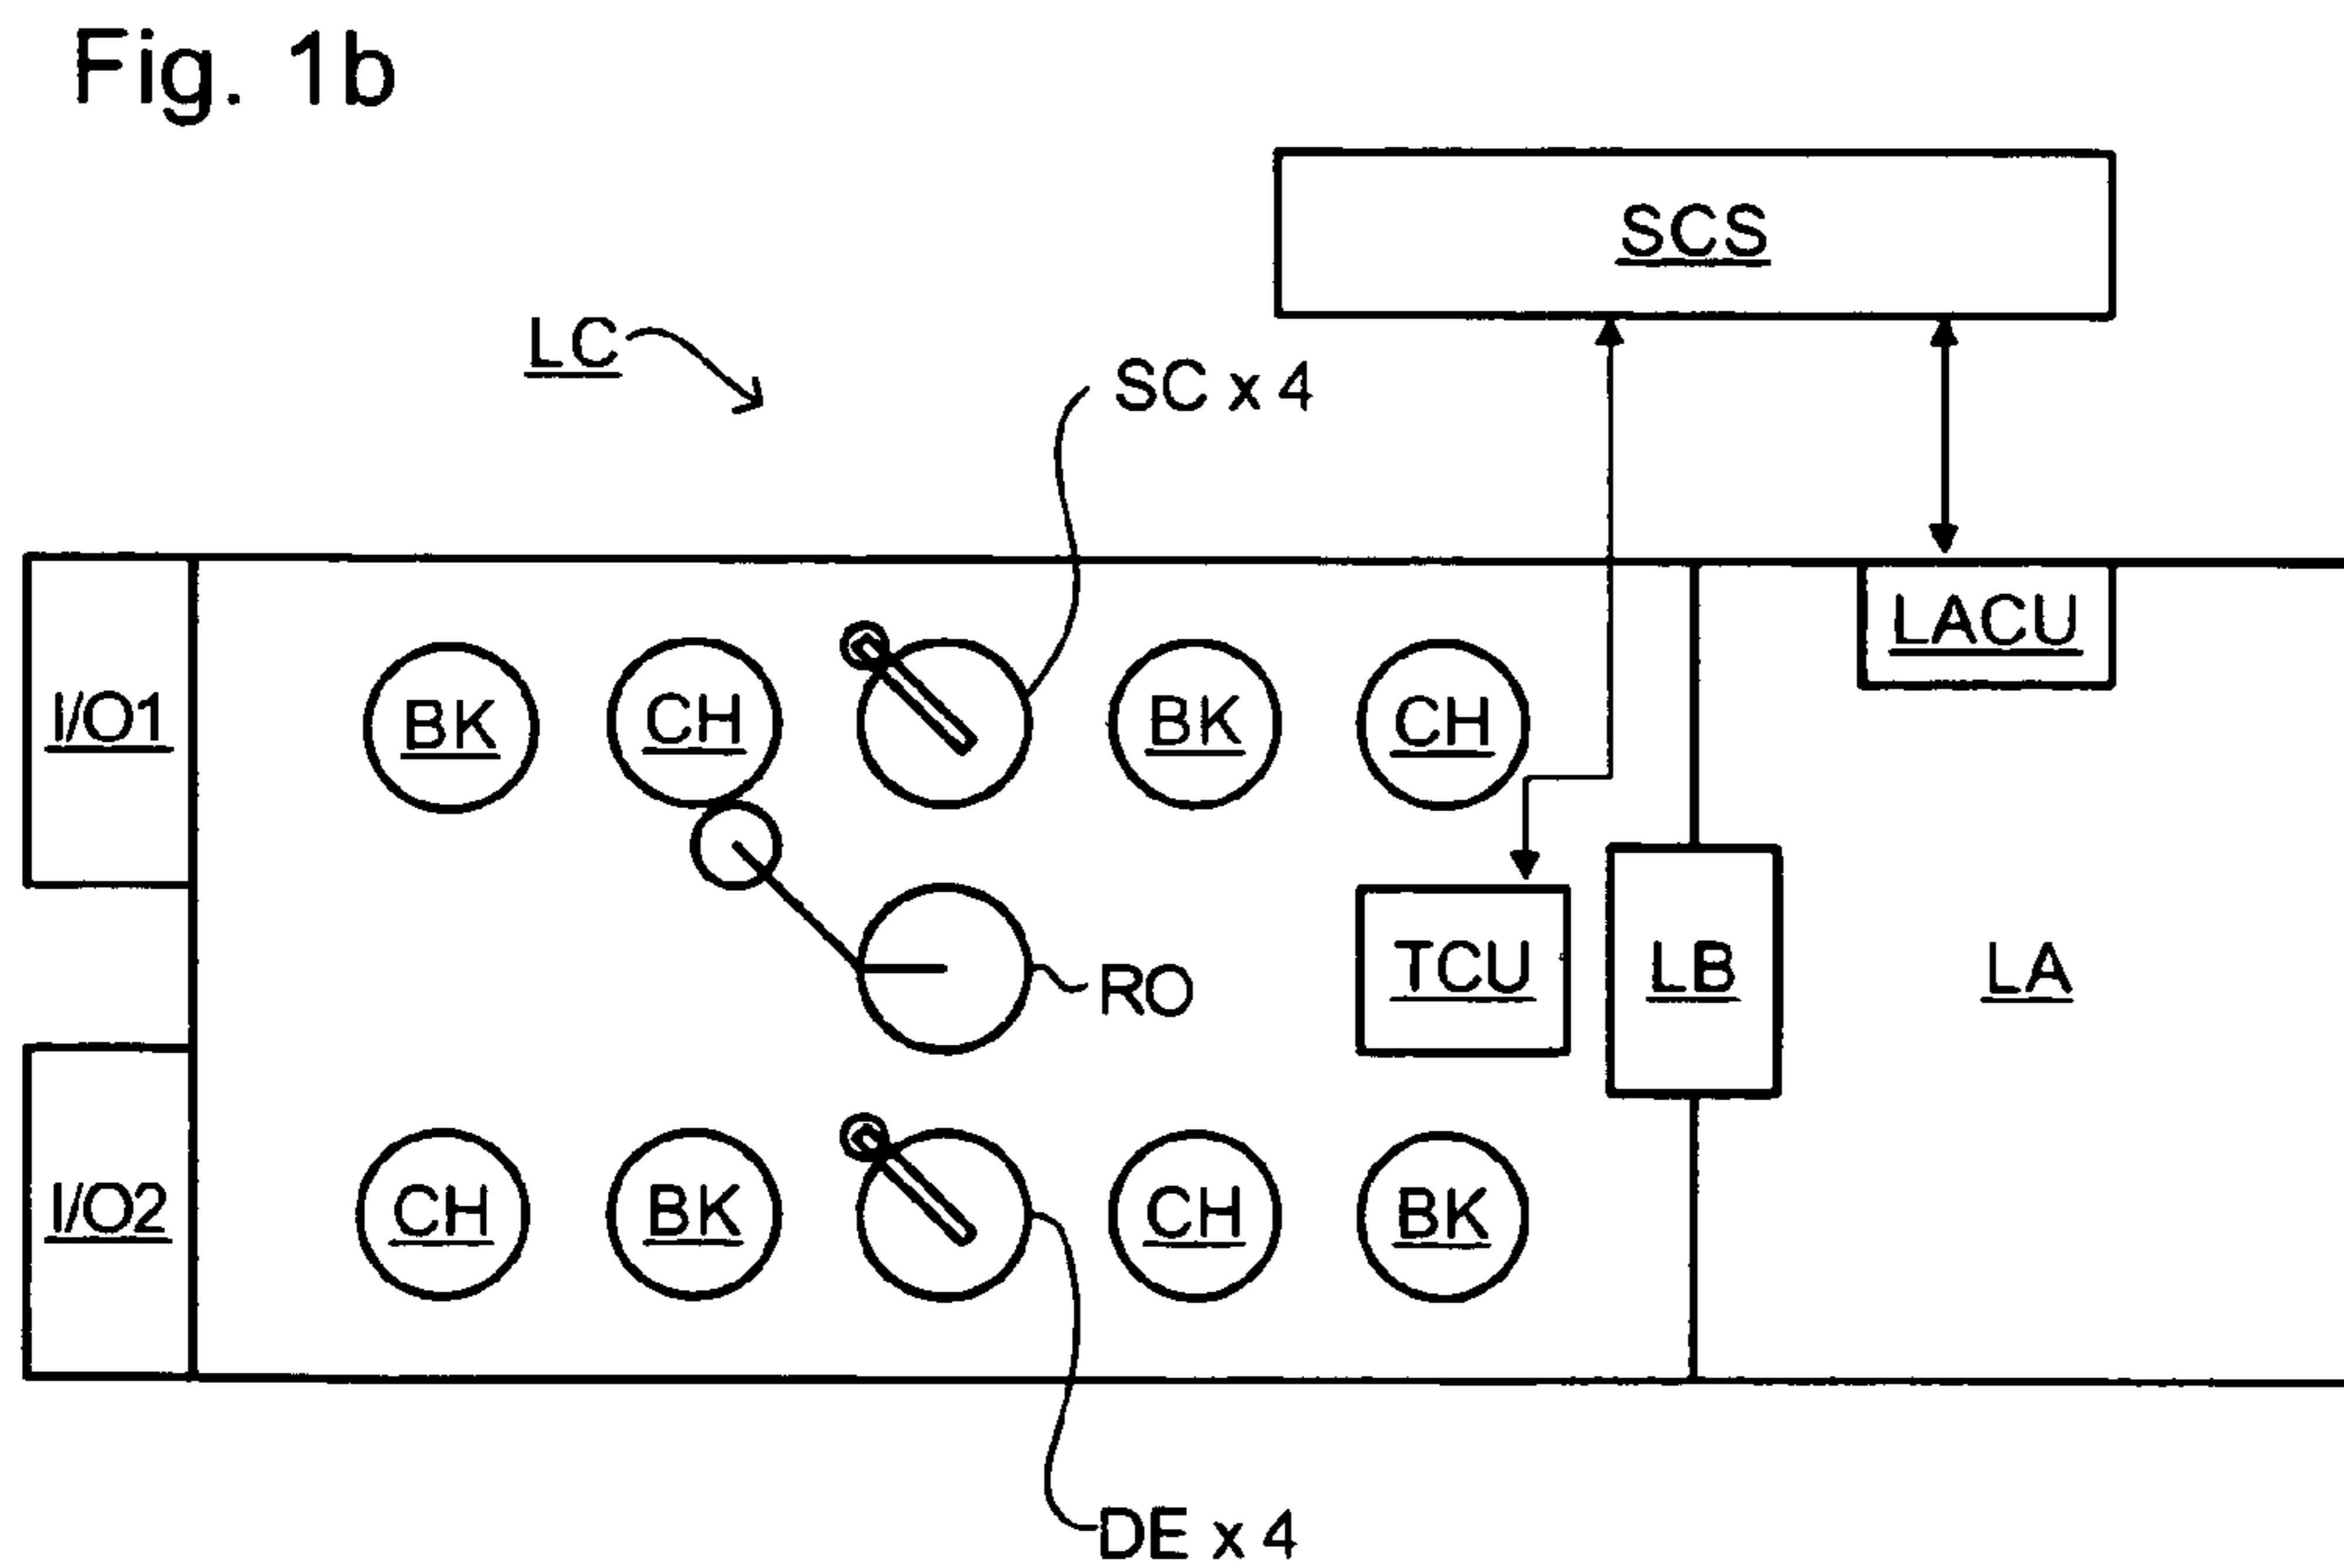 Fig. 1b
SCS
LC
SC x 4
LACU
I/O1
BK
CH
BK
CH
RO
TCU
LB
LA
I/O2
CH
BK
CH
BK
DE x 4